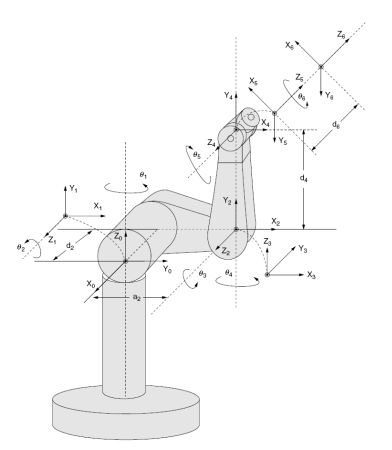 Z₆
X₆
Y₆
X₅
Z₅
θ₆
d₆
Y₄
X₄
Y₅
Z₄
θ₅
d₄
θ₁
Y₁
X₁
Z₁
θ₂
d₂
Z₀
Y₀
X₀
a₂
Y₂
X₂
Z₂
θ₃
θ₄
Z₃
Y₃
X₃